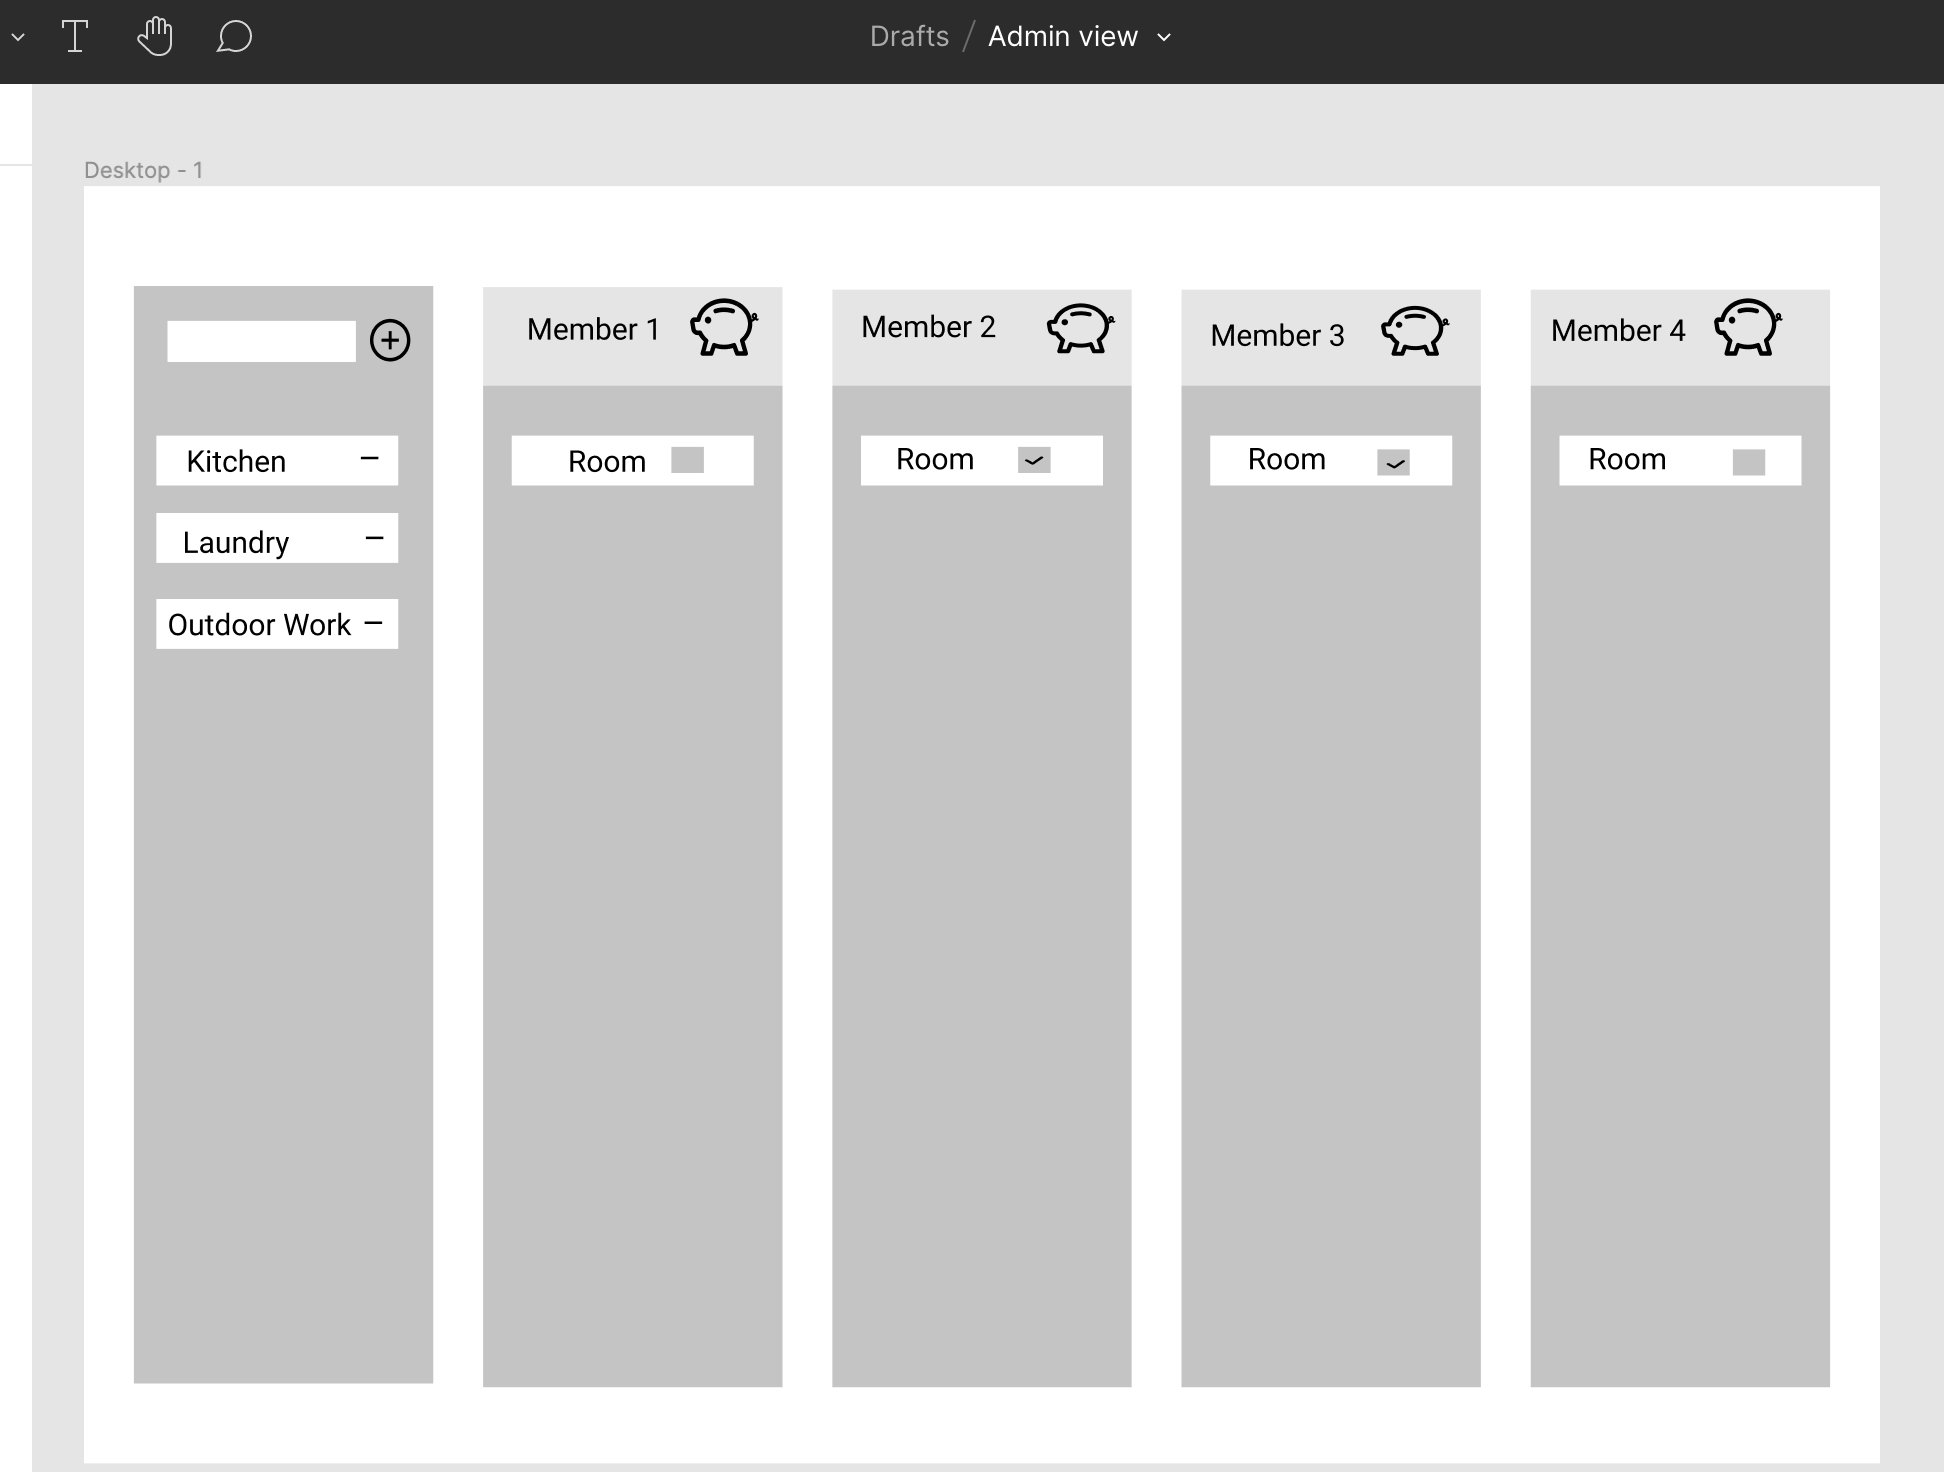 Drafts / Admin view
Desktop - 1
Member 1
Member 2
Member 3
Member 4
Kitchen
Laundry
Outdoor Work
Room
Room
Room
Room